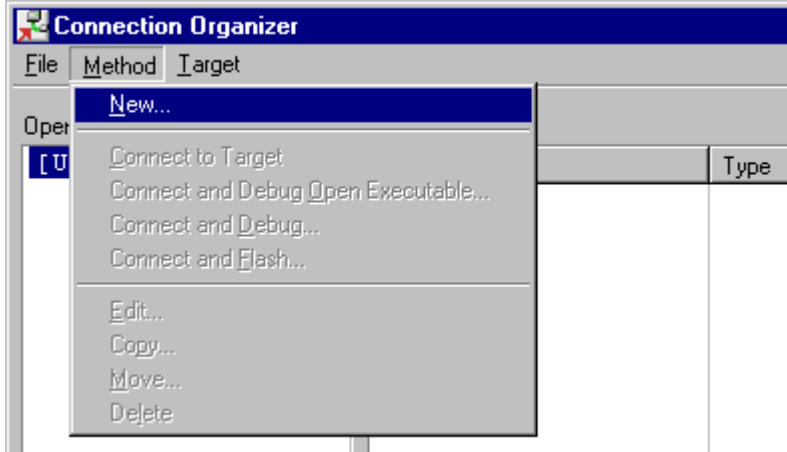 Connection Organizer
File Method Target
New...
Oper
[U
Type
Connect to Target
Connect and Debug Open Executable...
Connect and Debug...
Connect and Flash...
Edit...
Copy...
Move...
Delete